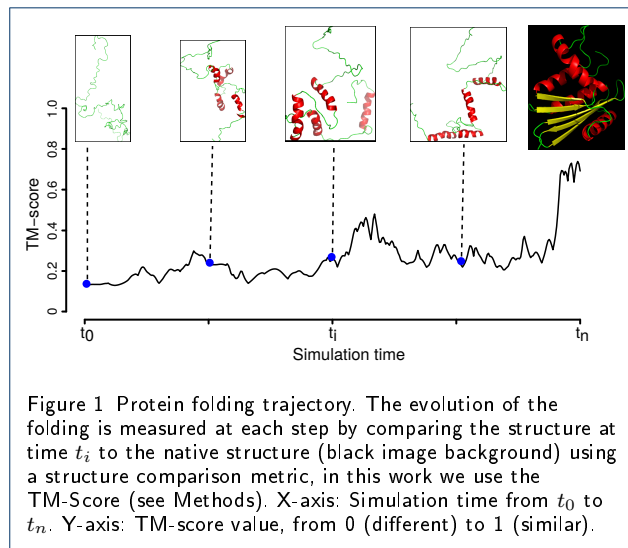 1.0
0.8
0.6
0.4
0.2
0
TM−score
t0
ti
tn
Simulation time
Figure 1 Protein folding trajectory. The evolution of the
folding is measured at each step by comparing the structure at
time ti to the native structure (black image background) using
a structure comparison metric, in this work we use the
TM-Score (see Methods). X-axis: Simulation time from t0 to
tn. Y-axis: TM-score value, from 0 (different) to 1 (similar).